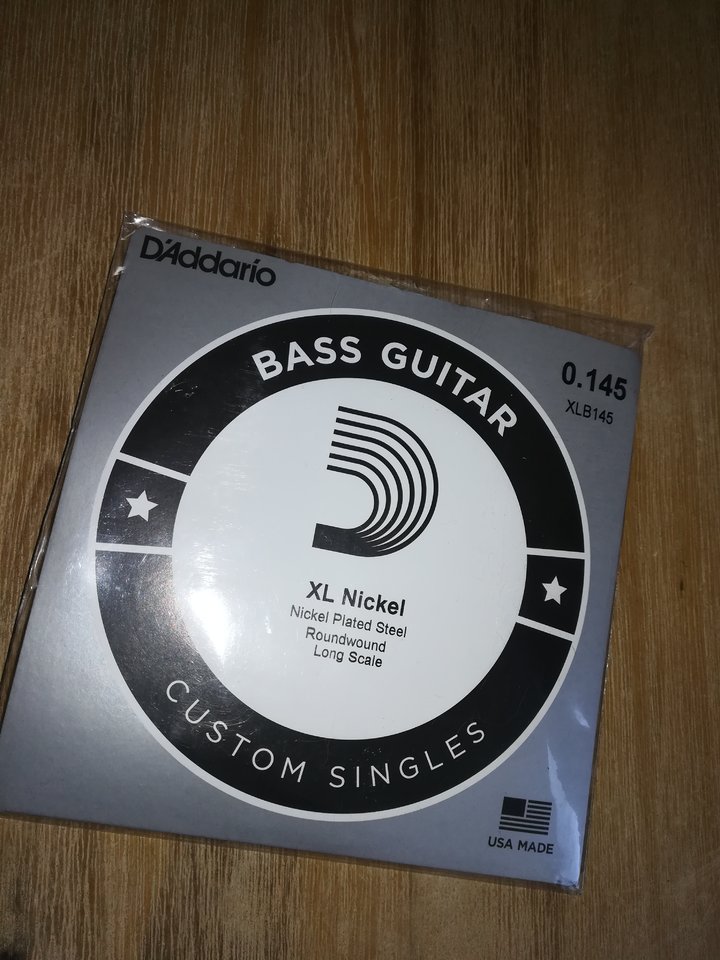 D'Addario
BASS GUITAR
0.145
XLB145
XL Nickel
Nickel Plated Steel
Roundwound
Long Scale
CUSTOM SINGLES
USA MADE